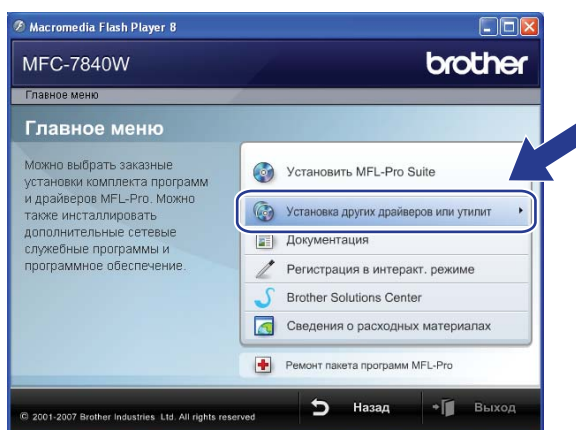 Macromedia Flash Player 8
MFC-7840W
brother
Главное меню
Главное меню
Можно выбрать заказные
установки комплекта программ
и драйверов MFL-Pro. Можно
также инсталлировать
дополнительные сетевые
служебные программы и
программное обеспечение.
Установить MFL-Pro Suite
Установка других драйверов или утилит
Документация
Регистрация в интеракт. режиме
Brother Solutions Center
Сведения о расходных материалах
Ремонт пакета программ MFL-Pro
© 2001-2007 Brother Industries Ltd. All rights reserved
Назад
Выход